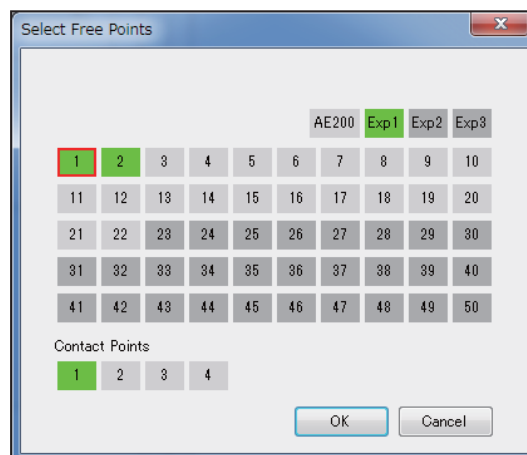 Select Free Points
AE200 Exp1 Exp2 Exp3
1 2 3 4 5 6 7 8 9 10
11 12 13 14 15 16 17 18 19 20
21 22 23 24 25 26 27 28 29 30
31 32 33 34 35 36 37 38 39 40
41 42 43 44 45 46 47 48 49 50
Contact Points
1 2 3 4
OK Cancel